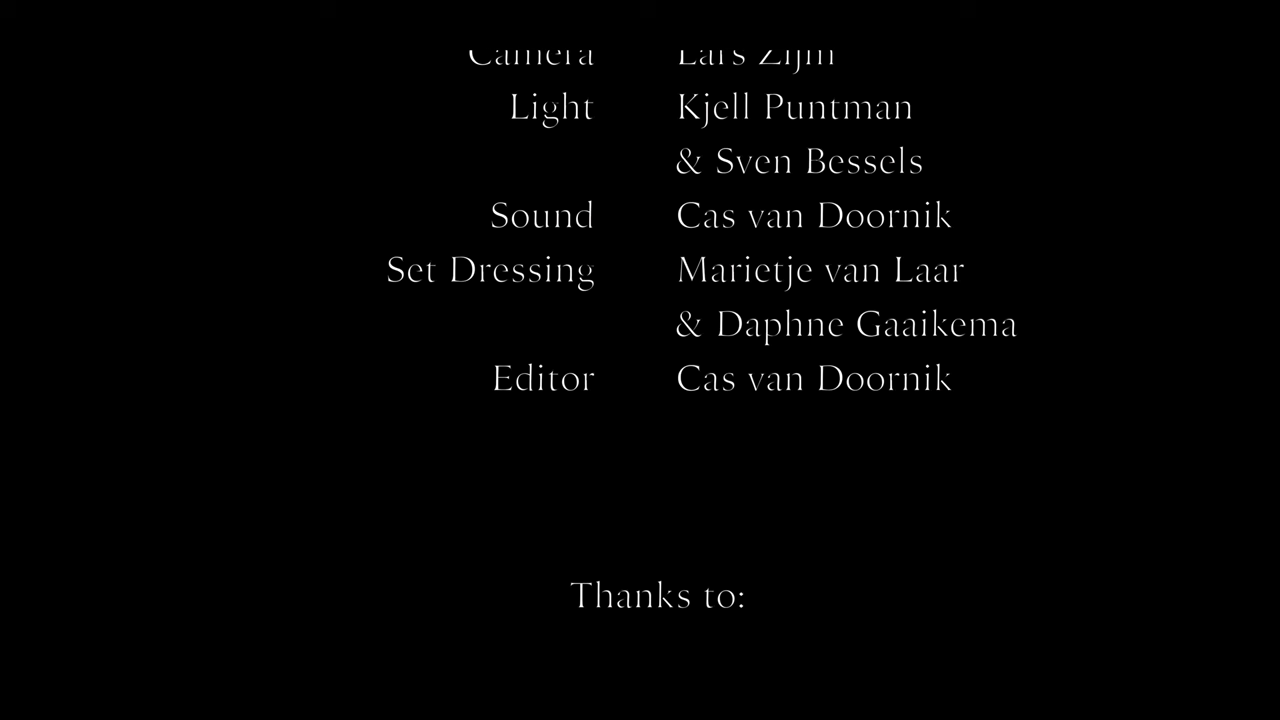 Camera Lars Zijm
Light Kjell Puntman
& Sven Bessels
Sound Cas van Doornik
Set Dressing Marietje van Laar
& Daphne Gaaikema
Editor Cas van Doornik
Thanks to: